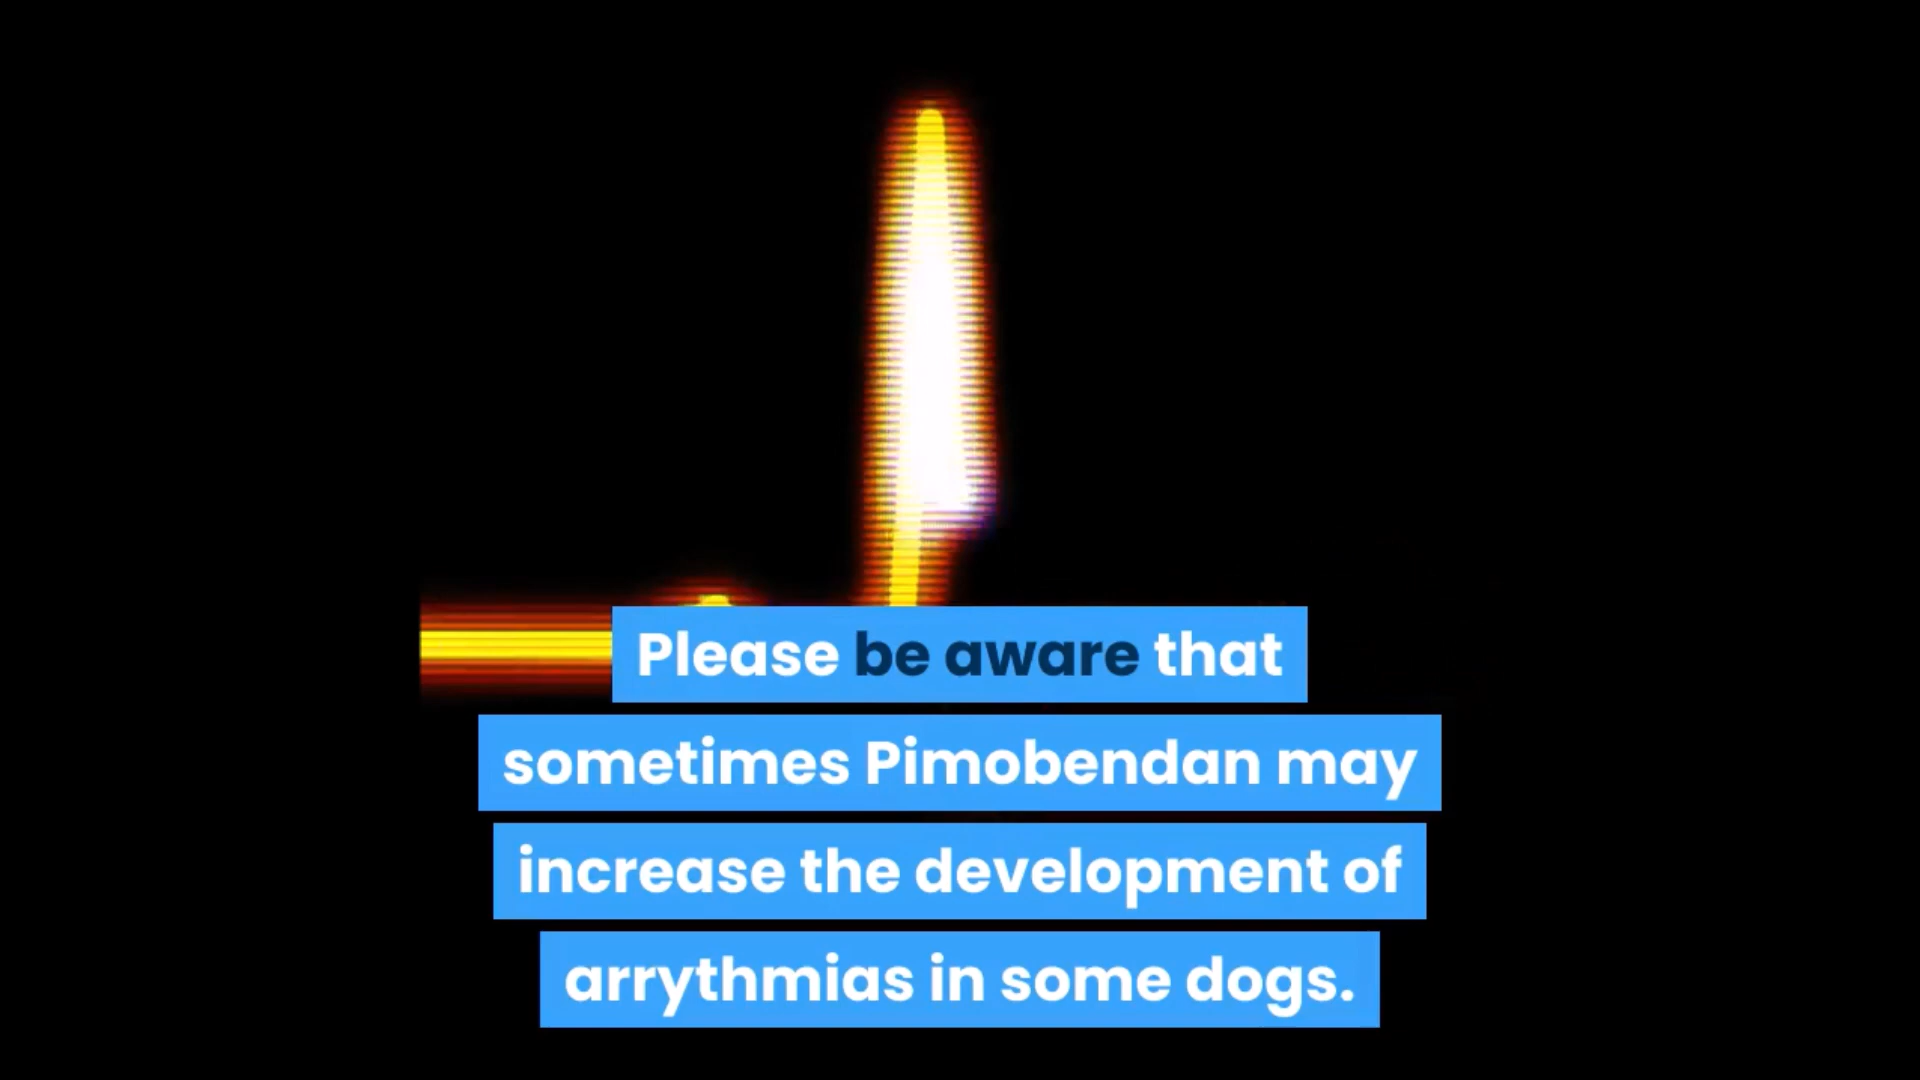 Please be aware that
sometimes Pimobendan may
increase the development of
arrythmias in some dogs.